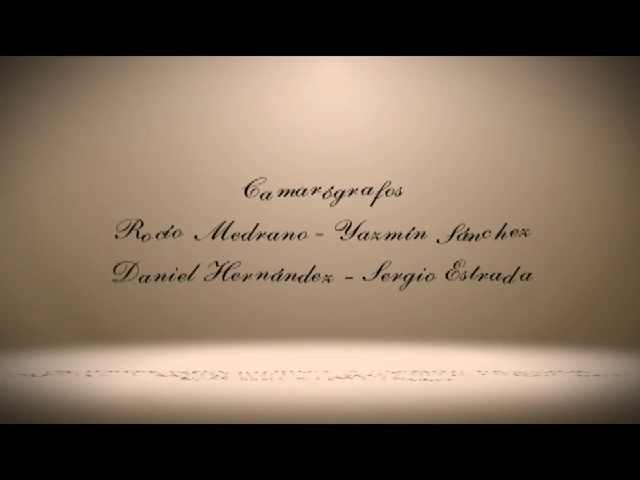 Camarógrafos
Rocío Medrano - Yazmín Sánchez
Daniel Hernández - Sergio Estrada